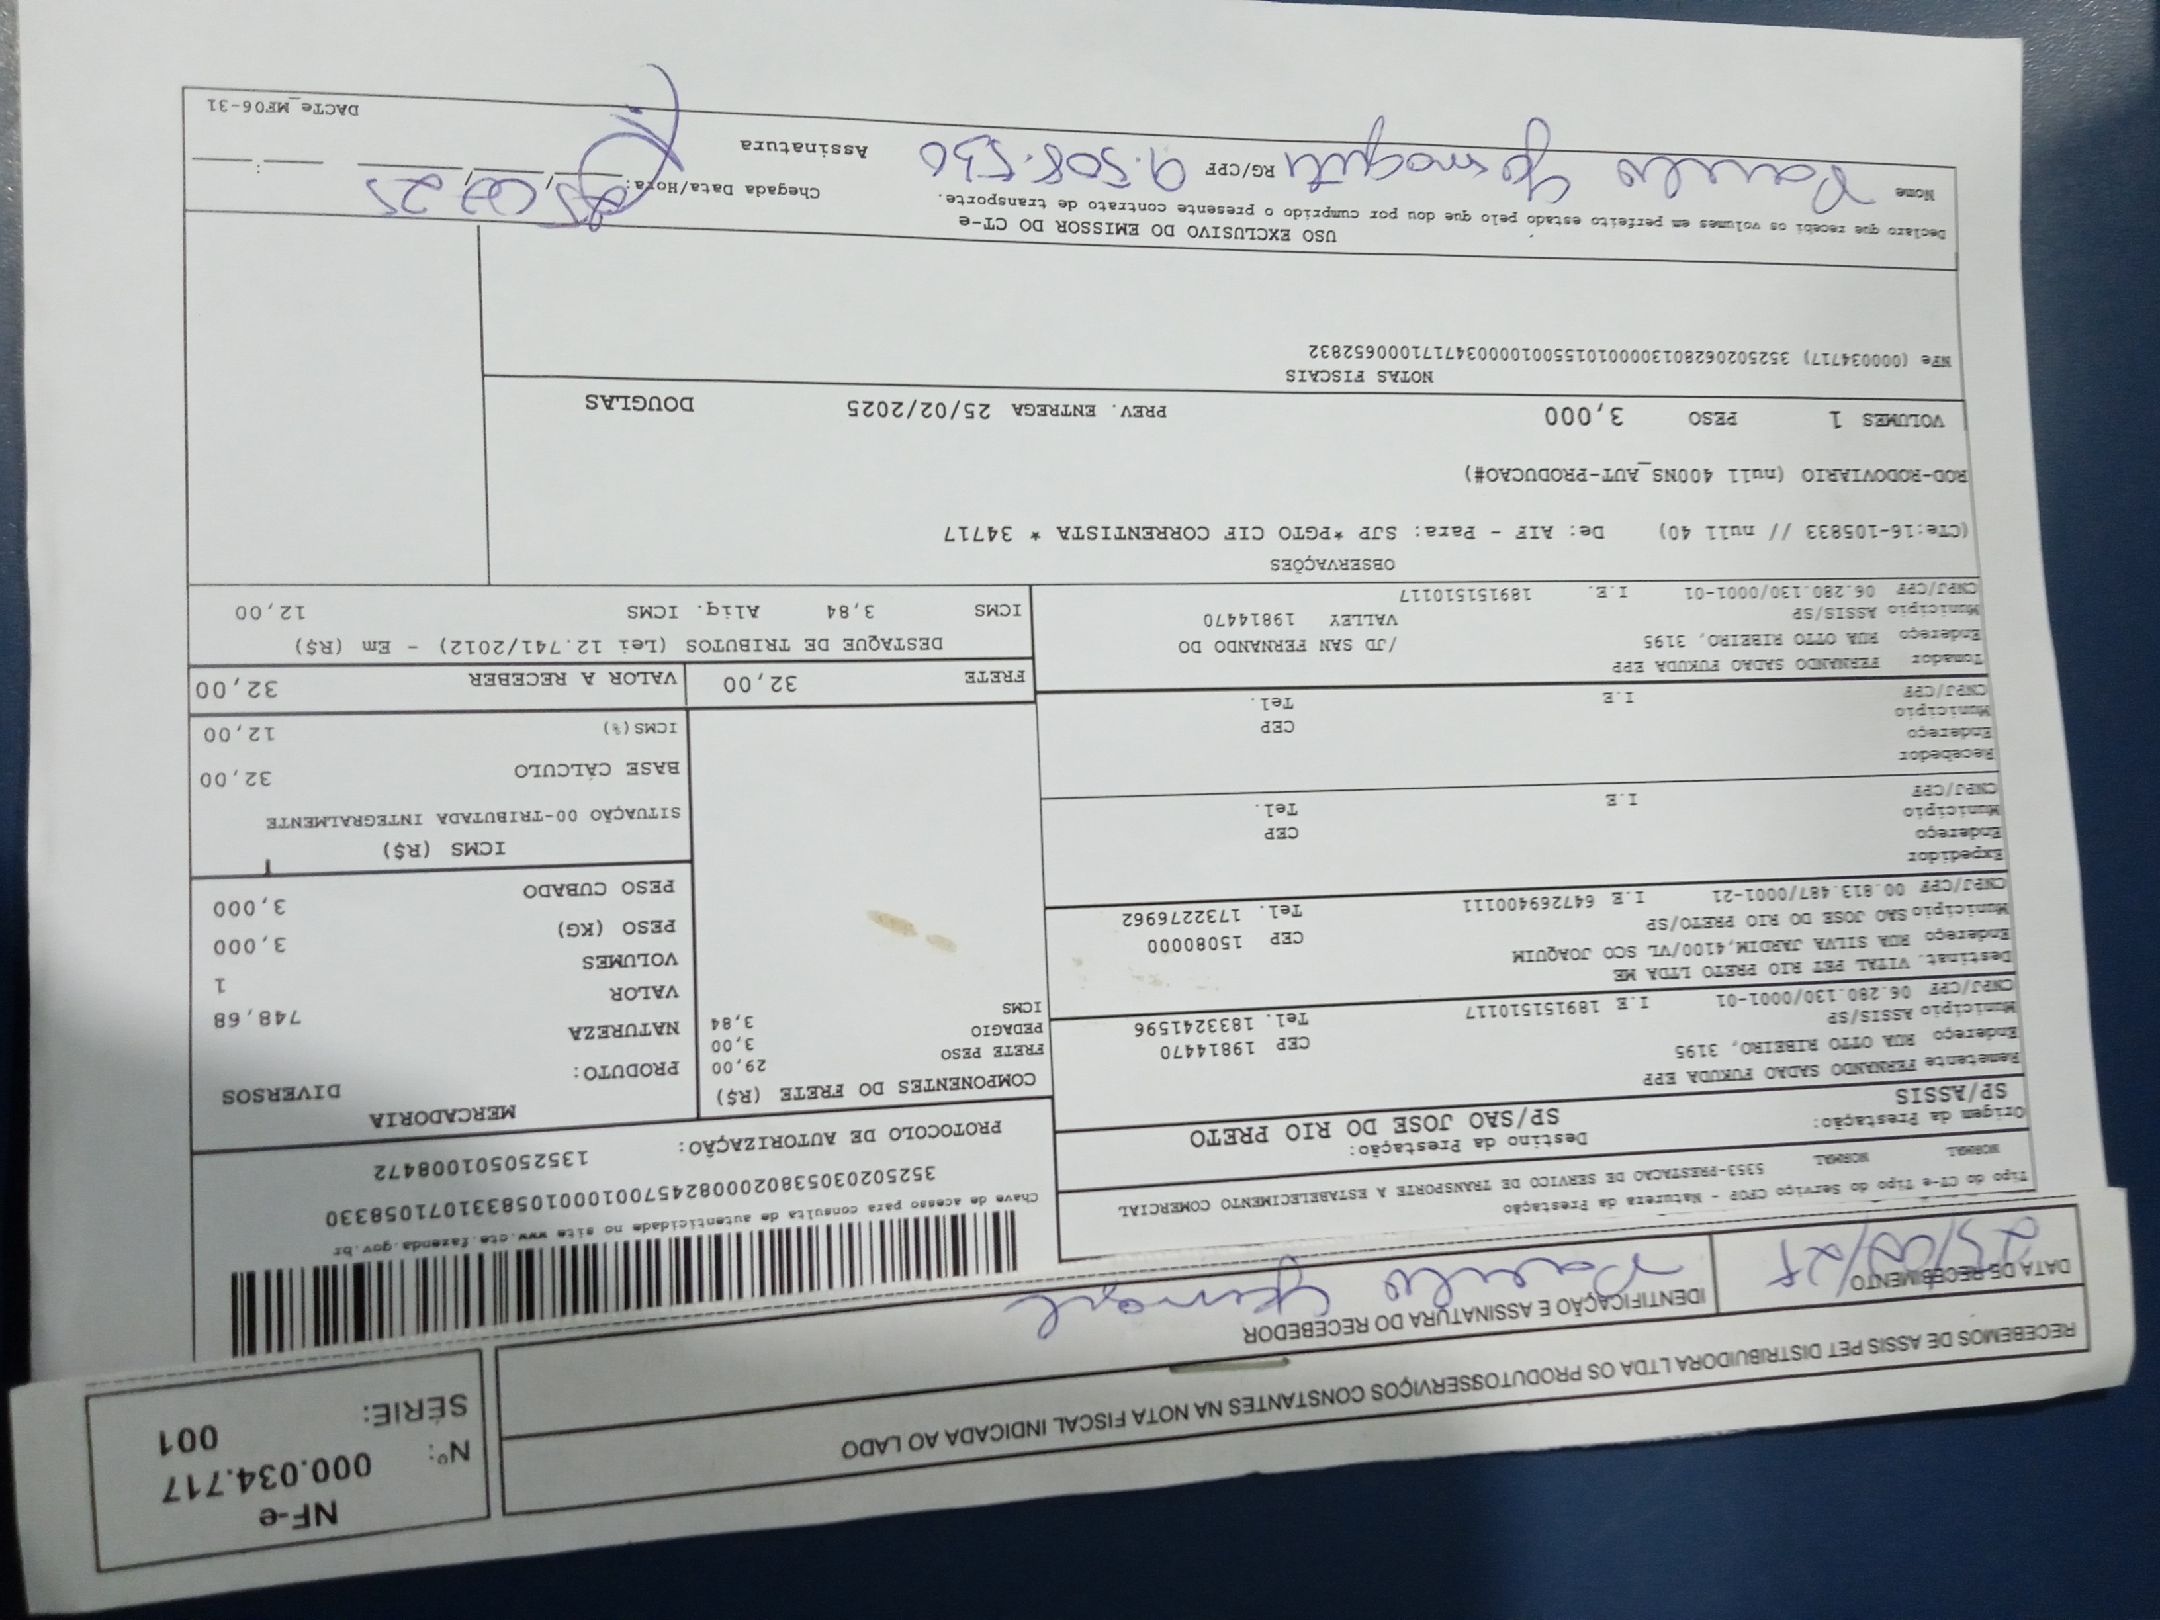 NF-e
Nº: 000.034.717
SÉRIE: 001
RECEBEMOS DE ASSIS PET DISTRIBUIDORA LTDA OS PRODUTOSSERVIÇOS CONSTANTES NA NOTA FISCAL INDICADA AO LADO
DATA DE RECEBIMENTO
IDENTIFICAÇÃO E ASSINATURA DO RECEBEDOR
Paulo
Tipo do CT-e Tipo do Serviço CFOP - Natureza da Prestação
NORMAL NORMAL 5353-PRESTACAO DE SERVICO DE TRANSPORTE A ESTABELECIMENTO COMERCIAL
Origem da Prestação: Destino da Prestação:
SP/ASSIS SP/SAO JOSE DO RIO PRETO
Chave de acesso para consulta de autenticidade no site www.cte.fazenda.gov.br
PROTOCOLO DE AUTORIZAÇÃO: 135250501008472
Remetente FERNANDO SADAO FUKUDA EPP
Endereço RUA OTTO RIBEIRO, 3195 CEP 19814470
Município ASSIS/SP Tel. 1833241596
CNPJ/CPF 06.280.130/0001-01 I.E 189151510117
Destinat. VITAL PET RIO PRETO LTDA ME
Endereço RUA SILVA JARDIM,4100/VL SCO JOAQUIM CEP 15080000
Município SAO JOSE DO RIO PRETO/SP Tel. 1732276962
CNPJ/CPF 00.813.487/0001-21 I.E 647269400111
Expedidor
Endereço
Município CEP
CNPJ/CPF I.E Tel.
Recebedor
Endereço
Município CEP
CNPJ/CPF I.E Tel.
Tomador FERNANDO SADAO FUKUDA EPP
Endereço RUA OTTO RIBEIRO, 3195 /JD SAN FERNANDO DO
Município ASSIS/SP VALLEY 19814470
CNPJ/CPF 06.280.130/0001-01 I.E. 189151510117
COMPONENTES DO FRETE (R$)
FRETE PESO 29,00
PEDAGIO 3,00
ICMS 3,84
MERCADORIA
PRODUTO: DIVERSOS
NATUREZA
VALOR 748,68
VOLUMES 1
PESO (KG) 3,000
PESO CUBADO 3,000
ICMS (R$)
SITUAÇÃO 00-TRIBUTADA INTEGRALMENTE
BASE CÁLCULO 32,00
ICMS(%) 12,00
FRETE 32,00 VALOR A RECEBER 32,00
DESTAQUE DE TRIBUTOS (Lei 12.741/2012) - Em (R$)
ICMS 3,84 Aliq. ICMS 12,00
OBSERVAÇÕES
(CTe:16-105833 // null 40) De: AIF - Para: SJP *PGTO CIF CORRENTISTA * 34717
ROD-RODOVIARIO (null 400NS_AUT-PRODUCAO#)
VOLUMES 1 PESO 3,000 PREV. ENTREGA 25/02/2025 DOUGLAS
NOTAS FISCAIS
NFe (000034717) 35250206280130000101550010000347171000652832
USO EXCLUSIVO DO EMISSOR DO CT-e
Declaro que recebi os volumes em perfeito estado pelo que dou por cumprido o presente contrato de transporte.
Nome Paulo RG/CPF 9.508.530 Assinatura
Chegada Data/Hora:
DACTe_MF06-31